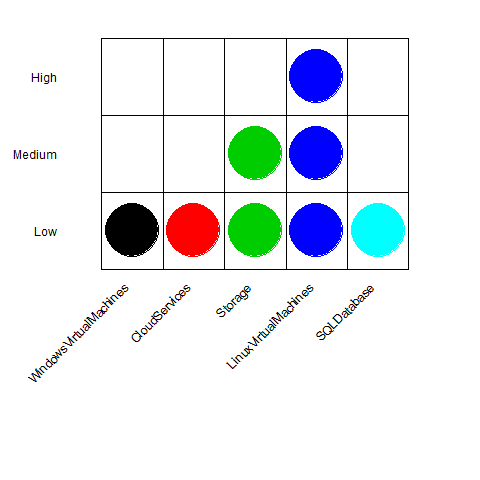 High
Medium
Low
WindowsVirtualMachines
CloudServices
Storage
LinuxVirtualMachines
SQLDatabase